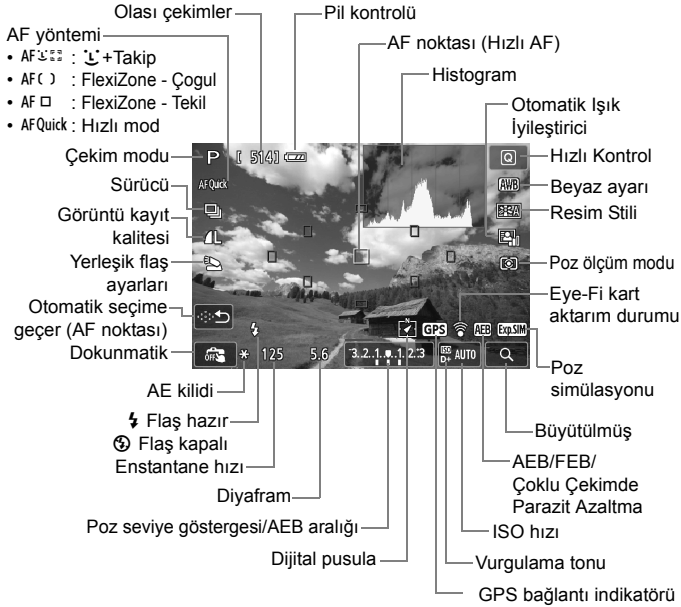 Olası çekimler
Pil kontrolü
AF yöntemi
• AF : +Takip
• AF( ) : FlexiZone - Çogul
• AF □ : FlexiZone - Tekil
• AFQuick : Hızlı mod
AF noktası (Hızlı AF)
Histogram
Otomatik Işık
İyileştirici
Çekim modu
P [ 514]
Q
Hızlı Kontrol
AFQuick
AWB
Beyaz ayarı
Sürücü
Resim Stili
Görüntü kayıt
kalitesi
L
Yerleşik flaş
ayarları
Poz ölçüm modu
Eye-Fi kart
aktarım durumu
Otomatik seçime
geçer (AF noktası)
GPS AEB Exp.SIM
Dokunmatik
OFF
125 5.6 3..2..1..0..1..2..3 ISO D+ AUTO
Poz
simülasyonu
AE kilidi
Flaş hazır
Flaş kapalı
Enstantane hızı
Büyütülmüş
AEB/FEB/
Çoklu Çekimde
Parazit Azaltma
Diyafram
Poz seviye göstergesi/AEB aralığı
ISO hızı
Dijital pusula
Vurgulama tonu
GPS bağlantı indikatörü